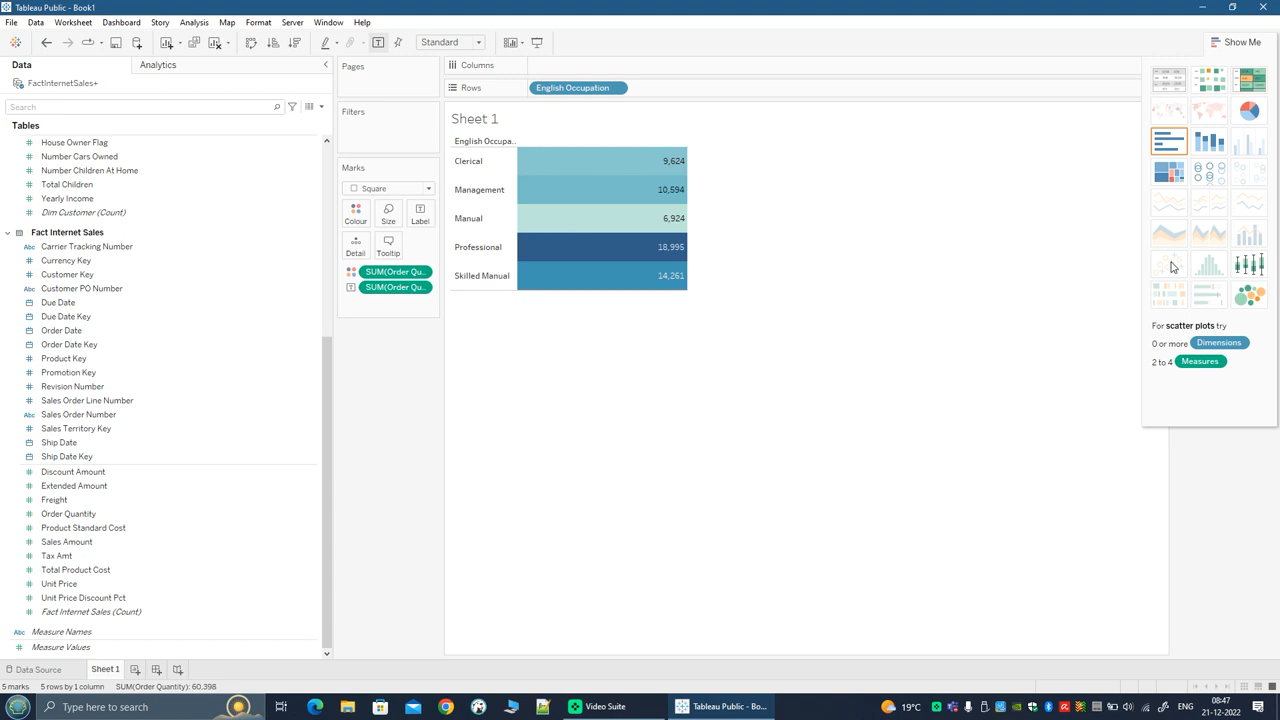 Tableau Public - Book1
File Data Worksheet Dashboard Story Analysis Map Format Server Window Help
Standard
Show Me
Data Analytics
FactInternetSales+
Search
Tables
House Owner Flag
Number Cars Owned
Number Children At Home
Total Children
Yearly Income
Dim Customer (Count)
Fact Internet Sales
Abc Carrier Tracking Number
Currency Key
Customer Key
Abc Customer PO Number
Due Date
Due Date Key
Order Date
Order Date Key
Product Key
Promotion Key
Revision Number
Sales Order Line Number
Abc Sales Order Number
Sales Territory Key
Ship Date
Ship Date Key
Discount Amount
Extended Amount
Freight
Order Quantity
Product Standard Cost
Sales Amount
Tax Amt
Total Product Cost
Unit Price
Unit Price Discount Pct
Fact Internet Sales (Count)
Abc Measure Names
Measure Values
Pages
Filters
Marks
Square
Colour Size Label
Detail Tooltip
SUM(Order Qu..
SUM(Order Qu..
Columns
Rows English Occupation
Sheet 1
English Occupa..
Clerical 9,624
Management 10,594
Manual 6,924
Professional 18,995
Skilled Manual 14,261
For scatter plots try
0 or more Dimensions
2 to 4 Measures
Data Source Sheet 1
5 marks 5 rows by 1 column SUM(Order Quantity): 60.398
Type here to search
Video Suite
Tableau Public - Boo...
19°C
ENG
08:47
21-12-2022